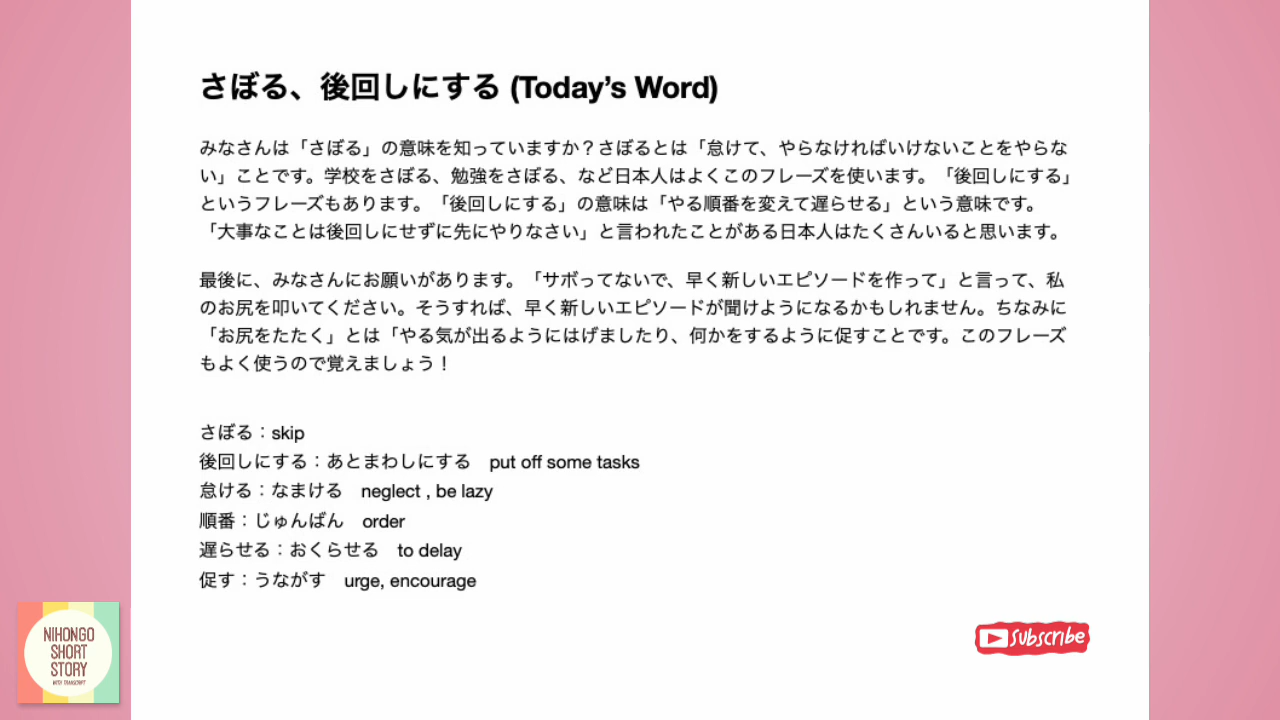 さぼる、後回しにする (Today’s Word)
みなさんは「さぼる」の意味を知っていますか？さぼるとは「怠けて、やらなければいけないことをやらな
い」ことです。学校をさぼる、勉強をさぼる、など日本人はよくこのフレーズを使います。「後回しにする」
というフレーズもあります。「後回しにする」の意味は「やる順番を変えて遅らせる」という意味です。
「大事なことは後回しにせずに先にやりなさい」と言われたことがある日本人はたくさんいると思います。
最後に、みなさんにお願いがあります。「サボってないで、早く新しいエピソードを作って」と言って、私
のお尻を叩いてください。そうすれば、早く新しいエピソードが聞けようになるかもしれません。ちなみに
「お尻をたたく」とは「やる気が出るようにはげましたり、何かをするように促すことです。このフレーズ
もよく使うので覚えましょう！
さぼる：skip
後回しにする：あとまわしにする　put off some tasks
怠ける：なまける　neglect , be lazy
順番：じゅんばん　order
遅らせる：おくらせる　to delay
促す：うながす　urge, encourage
NIHONGO
SHORT
STORY
WITH TRANSCRIPT
Subscribe